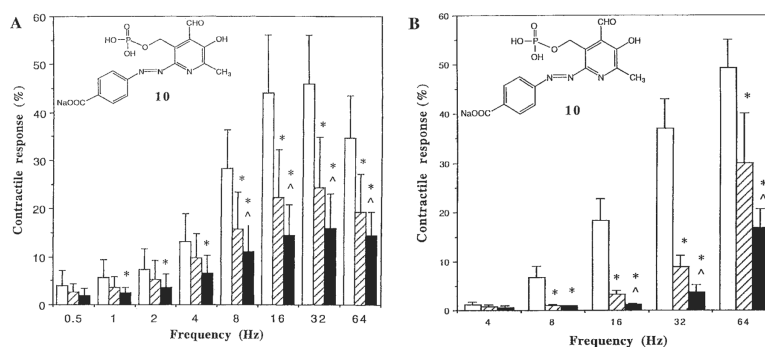 A
60
50
40
30
20
10
0
Contractile response (%)
CHO
O
HO-P
OH
O
OH
N
CH3
N=N
NaOOC
10
* * * * ^ * * ^ * * ^ * * ^
0.5 1 2 4 8 16 32 64
Frequency (Hz)
B
60
50
40
30
20
10
0
Contractile response (%)
CHO
O
HO-P
OH
O
OH
N
CH3
N=N
NaOOC
10
* * * * ^ * * ^ * * ^
4 8 16 32 64
Frequency (Hz)